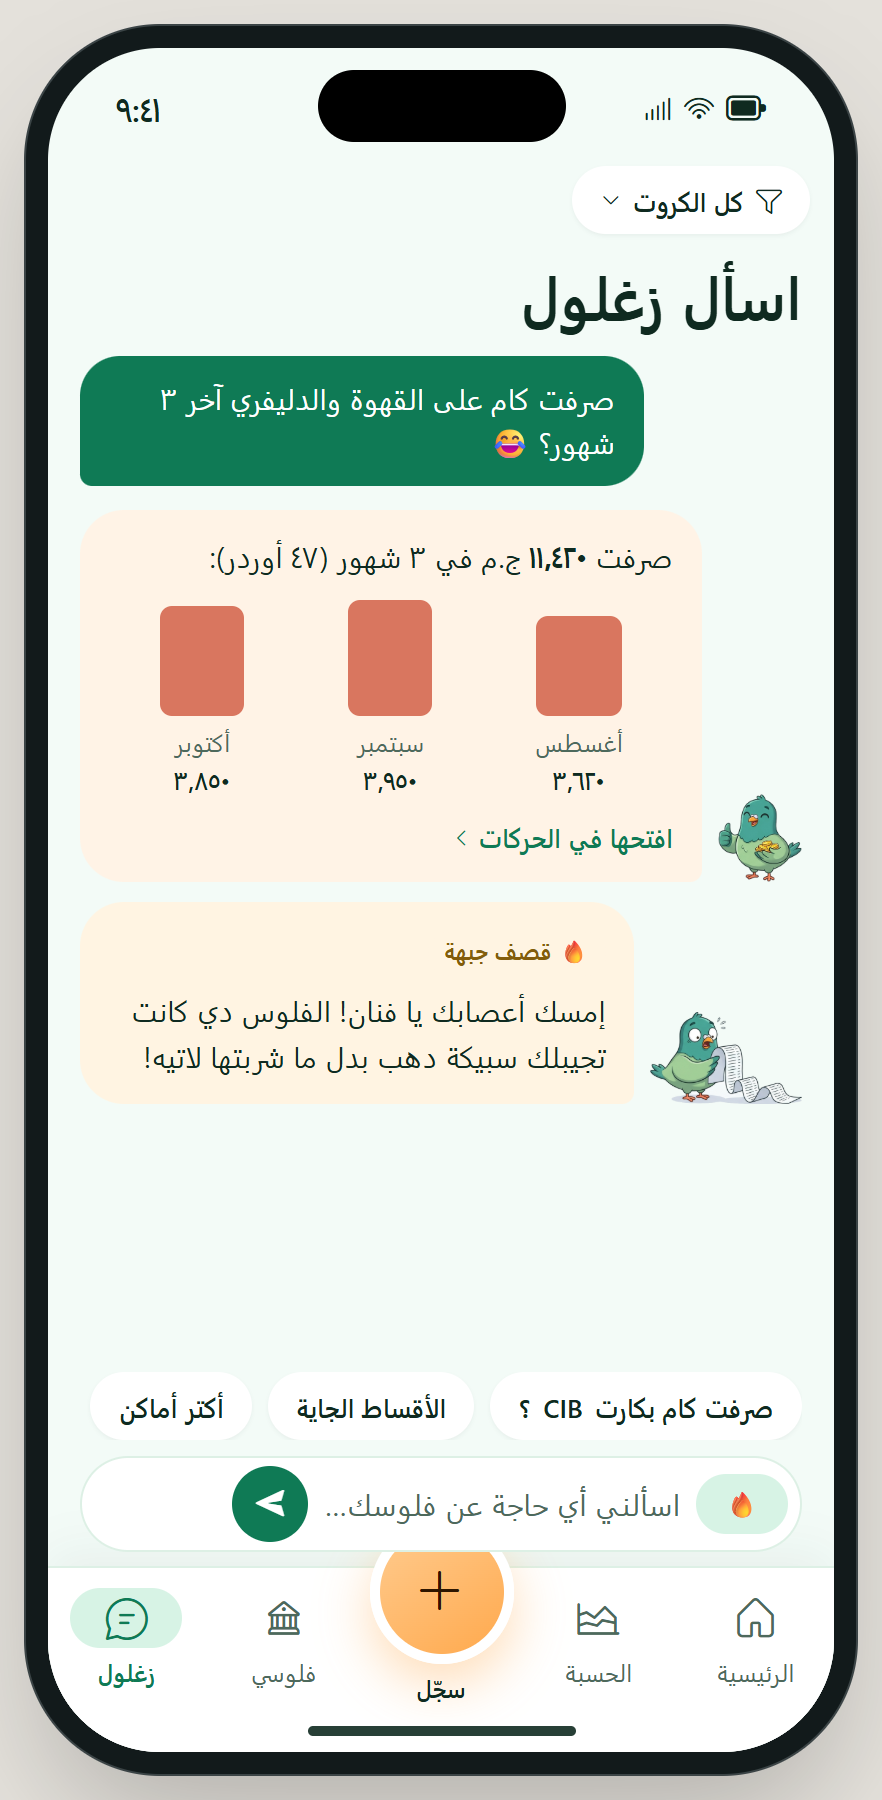 ٩:٤١
كل الكروت
اسأل زغلول
صرفت كام على القهوة والدليفري آخر ٣
شهور؟ 😂
صرفت ١١,٤٢٠ ج.م في ٣ شهور (٤٧ أوردر):
أغسطس سبتمبر أكتوبر
٣,٦٢٠ ٣,٩٥٠ ٣,٨٥٠
افتحها في الحركات
🔥 قصف جبهة
إمسك أعصابك يا فنان! الفلوس دي كانت
تجيبلك سبيكة دهب بدل ما شربتها لاتيه!
صرفت كام بكارت CIB ؟ الأقساط الجاية أكتر أماكن
🔥 اسألني أي حاجة عن فلوسك...
الرئيسية الحسبة سجّل فلوسي زغلول